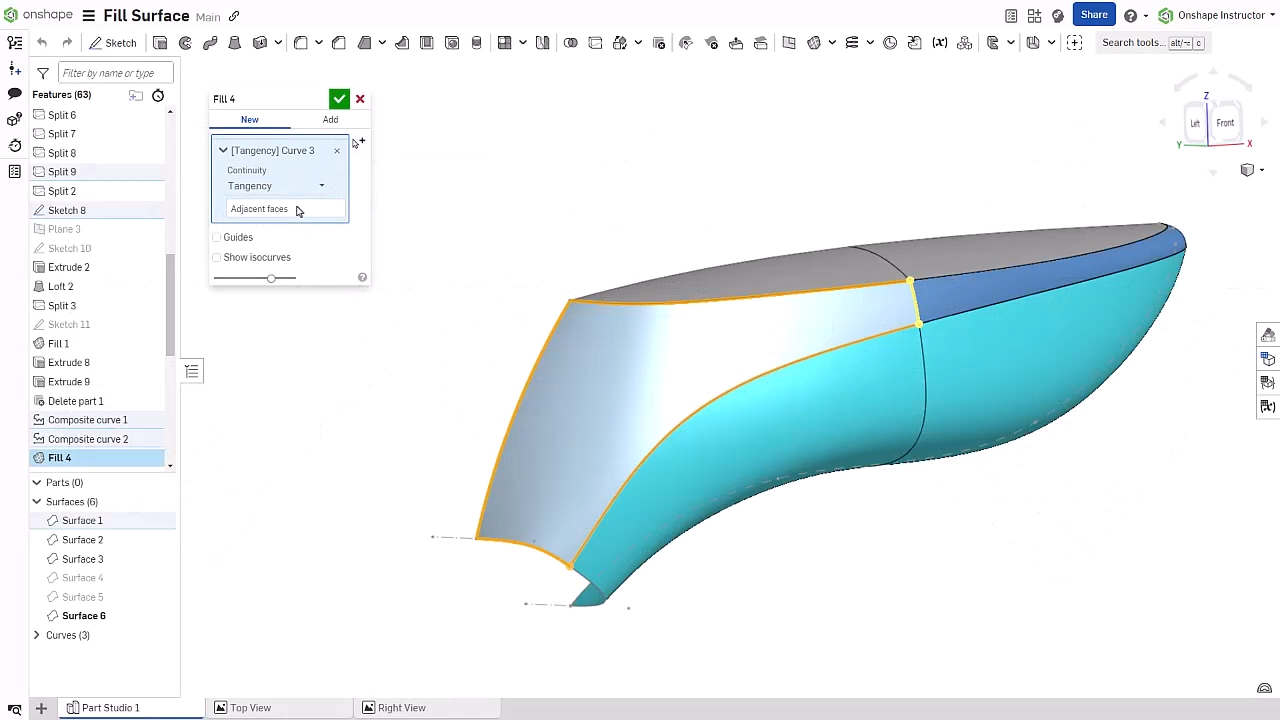 onshape Fill Surface Main Share Onshape Instructor
Sketch Search tools... alt/⌥ c
Filter by name or type
Features (63)
Split 6
Split 7
Split 8
Split 9
Split 2
Sketch 8
Plane 3
Sketch 10
Extrude 2
Loft 2
Split 3
Sketch 11
Fill 1
Extrude 8
Extrude 9
Delete part 1
Composite curve 1
Composite curve 2
Fill 4
Parts (0)
Surfaces (6)
Surface 1
Surface 2
Surface 3
Surface 4
Surface 5
Surface 6
Curves (3)
Fill 4
New Add
[Tangency] Curve 3
Continuity
Tangency
Adjacent faces
Guides
Show isocurves
Z
Left Front
Y X
Part Studio 1 Top View Right View